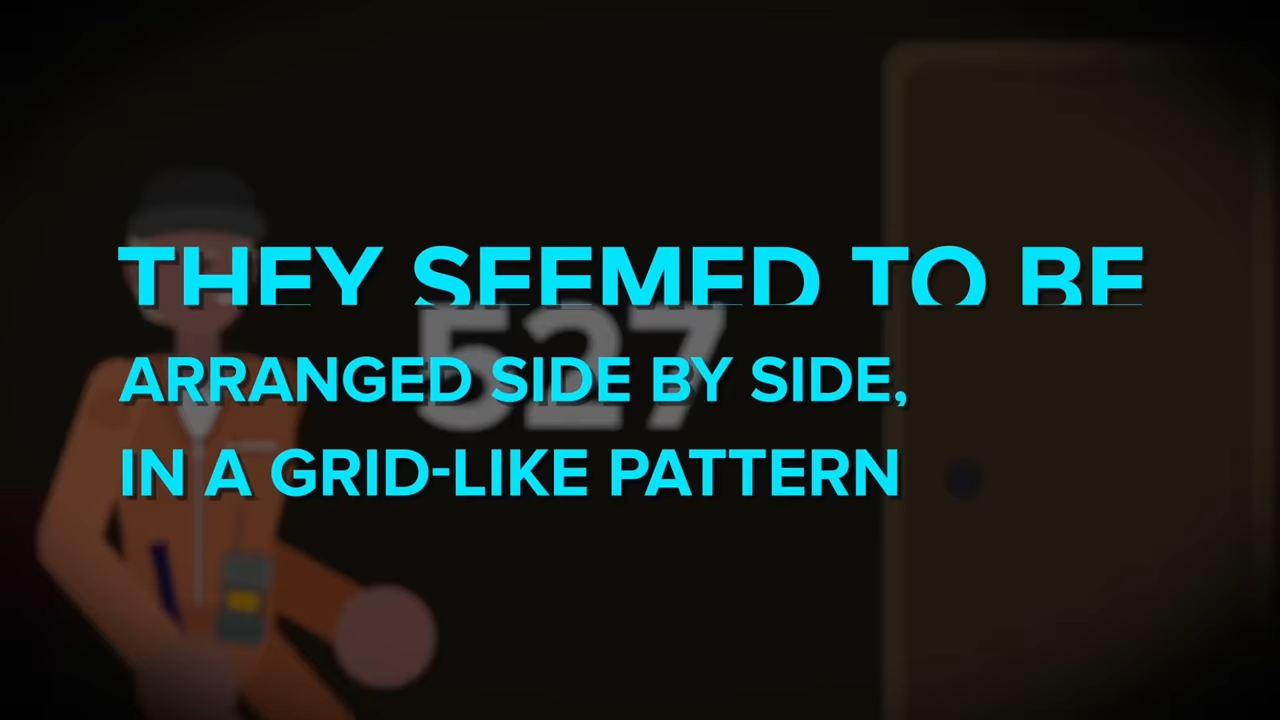 THEY SEEMED TO BE
527
ARRANGED SIDE BY SIDE,
IN A GRID-LIKE PATTERN